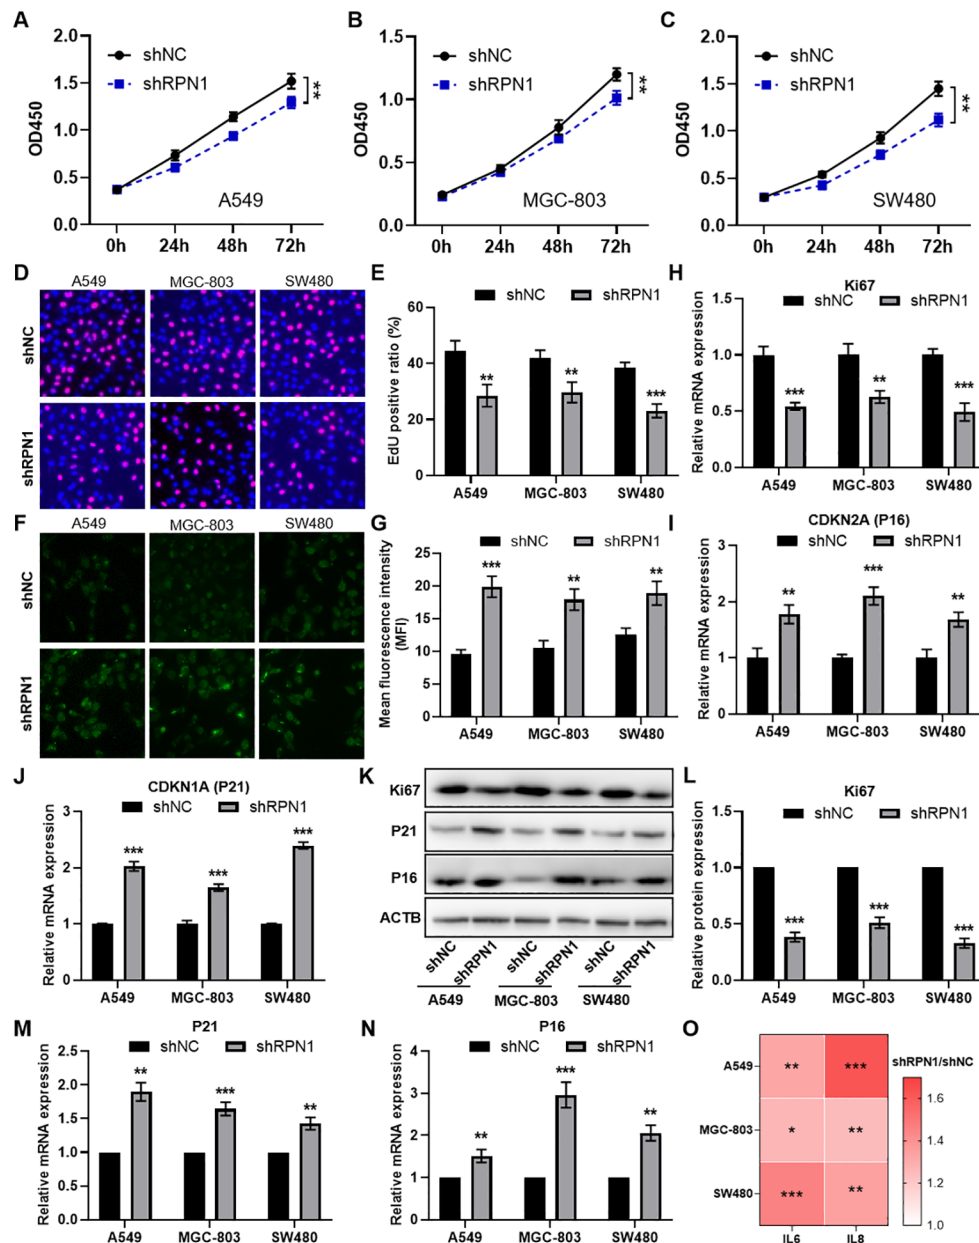 A
2.0
1.5
1.0
0.5
0.0
OD450
shNC
shRPN1
**
A549
0h 24h 48h 72h
B
1.5
1.0
0.5
0.0
OD450
shNC
shRPN1
**
MGC-803
0h 24h 48h 72h
C
2.0
1.5
1.0
0.5
0.0
OD450
shNC
shRPN1
**
SW480
0h 24h 48h 72h
D
A549 MGC-803 SW480
shNC
shRPN1
E
shNC shRPN1
EdU positive ratio (%)
60
40
20
0
** ** ***
A549 MGC-803 SW480
H
Ki67
shNC shRPN1
Relative mRNA expression
1.5
1.0
0.5
0.0
*** ** ***
A549 MGC-803 SW480
F
A549 MGC-803 SW480
shNC
shRPN1
G
shNC shRPN1
Mean fluorescence intensity
(MFI)
25
20
15
10
5
0
*** ** **
A549 MGC-803 SW480
I
CDKN2A (P16)
shNC shRPN1
Relative mRNA expression
3
2
1
0
** *** **
A549 MGC-803 SW480
J
CDKN1A (P21)
shNC shRPN1
Relative mRNA expression
3
2
1
0
*** *** ***
A549 MGC-803 SW480
K
Ki67
P21
P16
ACTB
shNC shRPN1 shNC shRPN1 shNC shRPN1
A549 MGC-803 SW480
L
Ki67
shNC shRPN1
Relative protein expression
1.5
1.0
0.5
0.0
*** *** ***
A549 MGC-803 SW480
M
P21
shNC shRPN1
Relative mRNA expression
2.5
2.0
1.5
1.0
0.5
0.0
** *** **
A549 MGC-803 SW480
N
P16
shNC shRPN1
Relative mRNA expression
4
3
2
1
0
** *** **
A549 MGC-803 SW480
O
shRPN1/shNC
A549 ** ***
MGC-803 * **
SW480 *** **
IL6 IL8
1.6
1.4
1.2
1.0